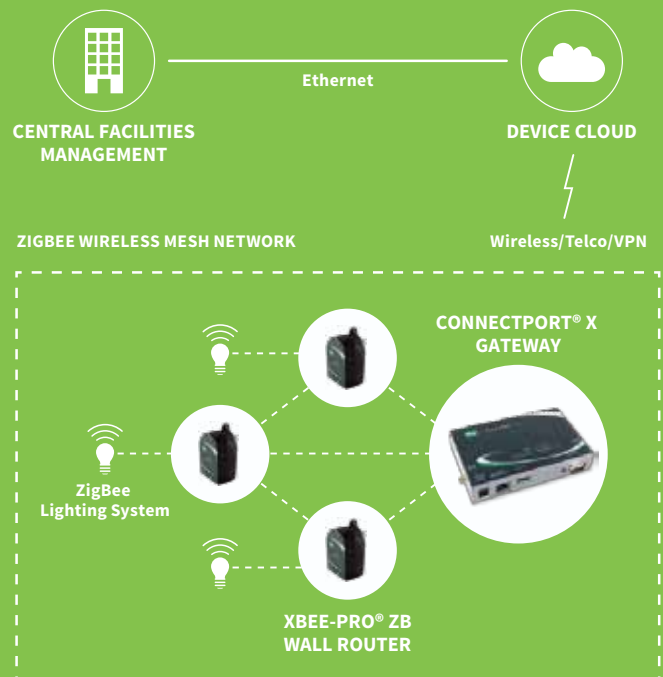 Ethernet
CENTRAL FACILITIES
MANAGEMENT
DEVICE CLOUD
ZIGBEE WIRELESS MESH NETWORK
Wireless/Telco/VPN
CONNECTPORT® X
GATEWAY
ZigBee
Lighting System
XBEE-PRO® ZB
WALL ROUTER